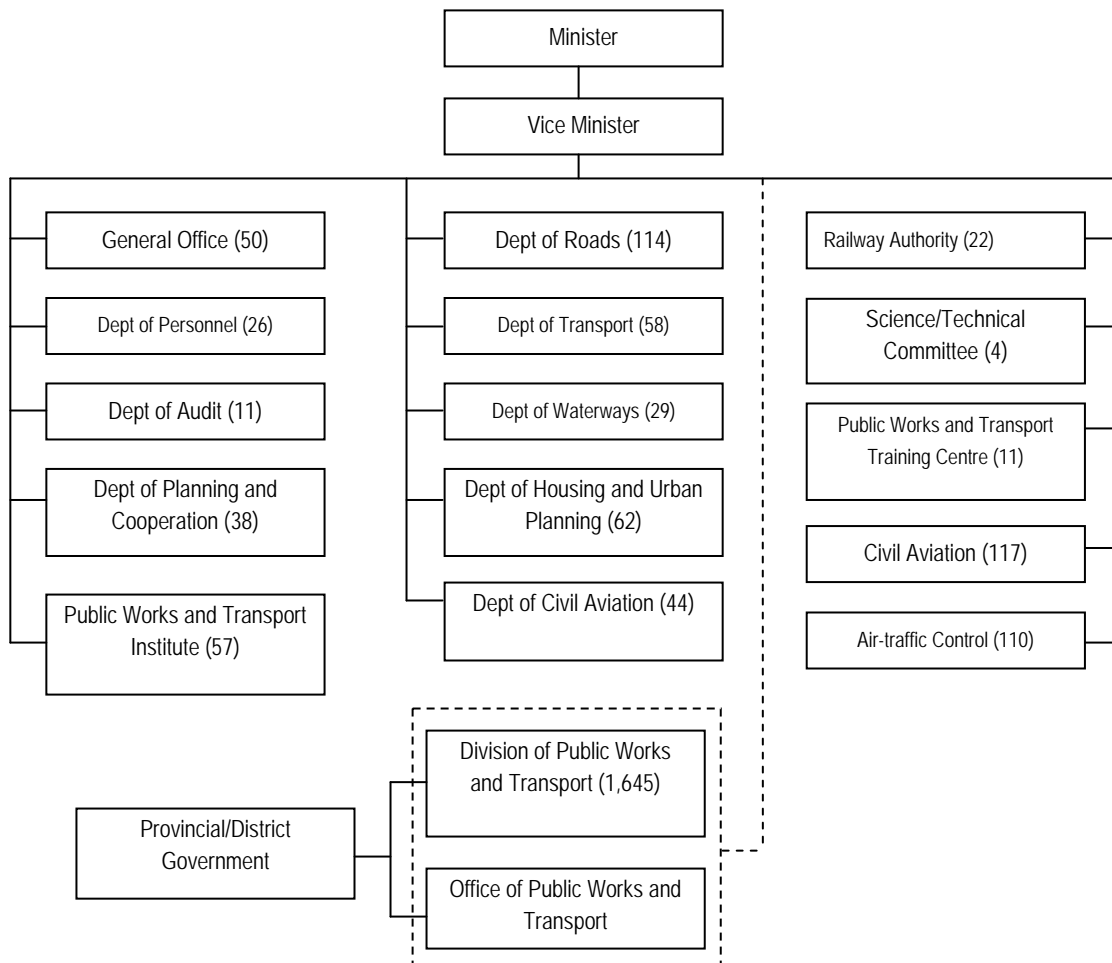 Minister
Vice Minister
General Office (50)
Dept of Personnel (26)
Dept of Audit (11)
Dept of Planning and
Cooperation (38)
Public Works and Transport
Institute (57)
Dept of Roads (114)
Dept of Transport (58)
Dept of Waterways (29)
Dept of Housing and Urban
Planning (62)
Dept of Civil Aviation (44)
Railway Authority (22)
Science/Technical
Committee (4)
Public Works and Transport
Training Centre (11)
Civil Aviation (117)
Air-traffic Control (110)
Provincial/District
Government
Division of Public Works
and Transport (1,645)
Office of Public Works and
Transport